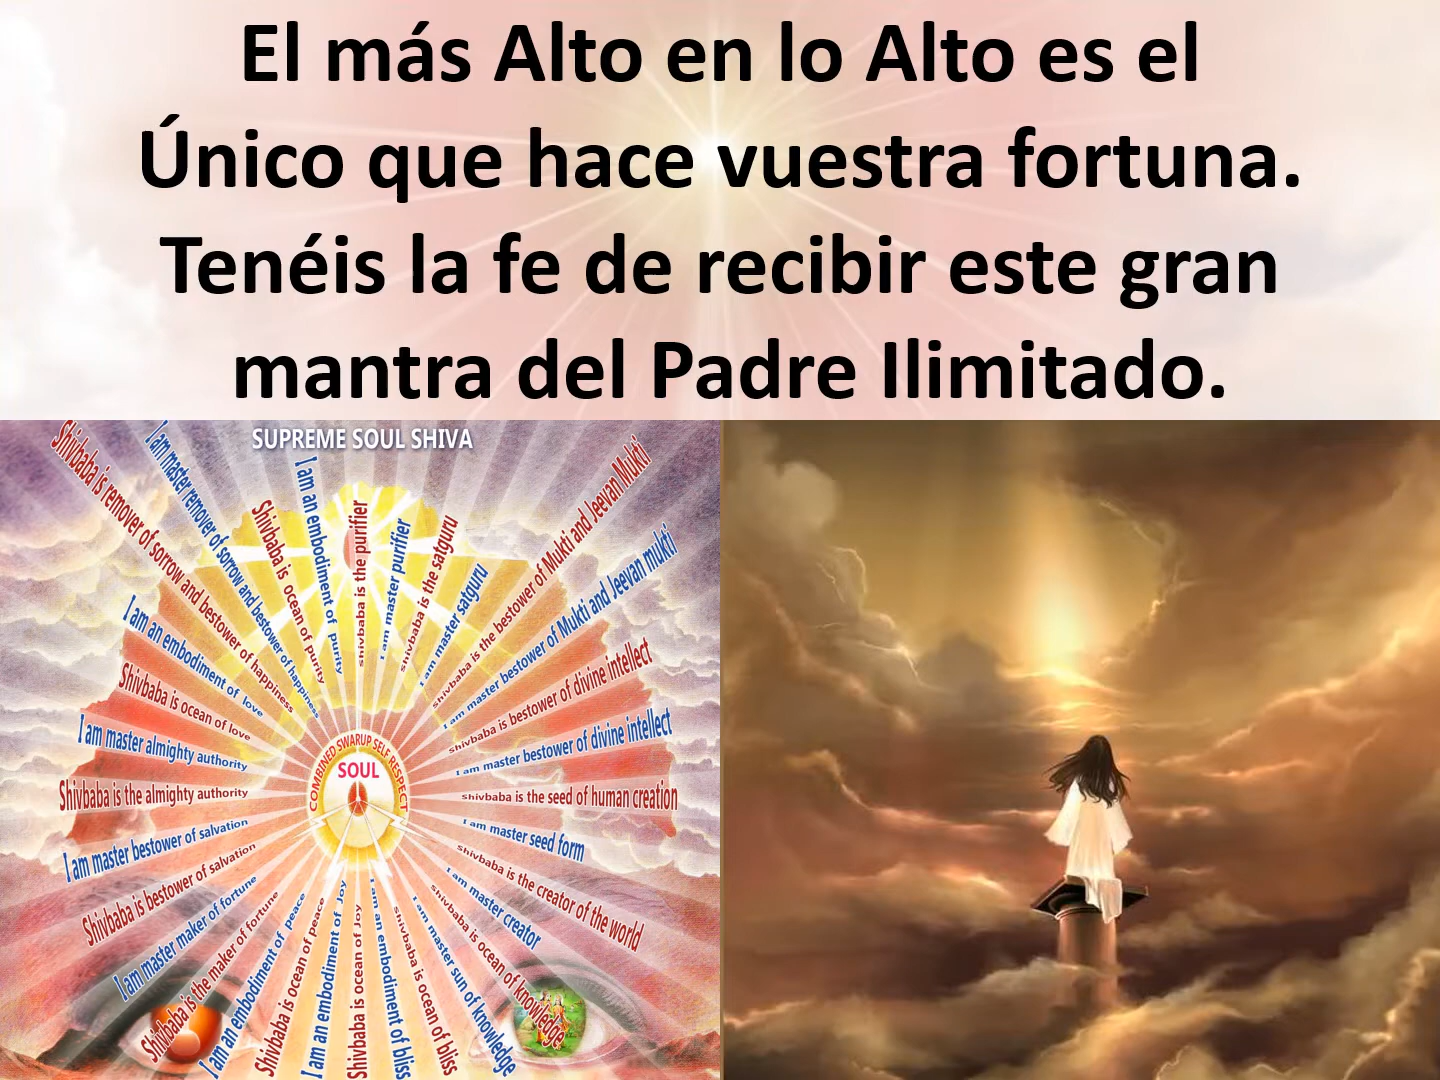 El más Alto en lo Alto es el
Único que hace vuestra fortuna.
Tenéis la fe de recibir este gran
mantra del Padre Ilimitado.
SUPREME SOUL SHIVA
Shivbaba is remover of sorrow and bestower of happiness
I am master remover of sorrow and bestower of happiness
Shivbaba is ocean of purity
I am an embodiment of purity
shivbaba is the purifier
I am master purifier
shivbaba is the satguru
I am master satguru
shivbaba is the bestower of Mukti and Jeevan Mukti
I am master bestower of Mukti and Jeevan mukti
shivbaba is bestower of divine intellect
I am master bestower of divine intellect
shivbaba is the seed of human creation
I am master seed form
shivbaba is the creator of the world
I am master creator
shivbaba is ocean of knowledge
I am master sun of knowledge
Shivbaba is ocean of bliss
I am an embodiment of bliss
Shivbaba is ocean of Joy
I am an embodiment of Joy
Shivbaba is ocean of peace
I am an embodiment of peace
Shivbaba is the maker of fortune
I am master maker of fortune
Shivbaba is bestower of salvation
I am master bestower of salvation
Shivbaba is the almighty authority
I am master almighty authority
Shivbaba is ocean of love
I am an embodiment of love
COMBINED SWARUP SELF RESPECT
SOUL